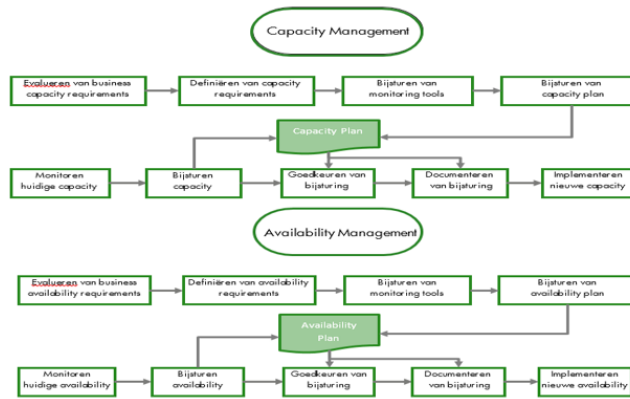 Capacity Management
Evalueren van business
capacity requirements
Definiëren van capacity
requirements
Bijsturen van
monitoring tools
Bijsturen van
capacity plan
Capacity Plan
Monitoren
huidige capacity
Bijsturen
capacity
Goedkeuren van
bijsturing
Documenteren
van bijsturing
Implementeren
nieuwe capacity
Availability Management
Evalueren van business
availability requirements
Definiëren van availability
requirements
Bijsturen van
monitoring tools
Bijsturen van
availability plan
Availability
Plan
Monitoren
huidige availability
Bijsturen
availability
Goedkeuren van
bijsturing
Documenteren
van bijsturing
Implementeren
nieuwe availability